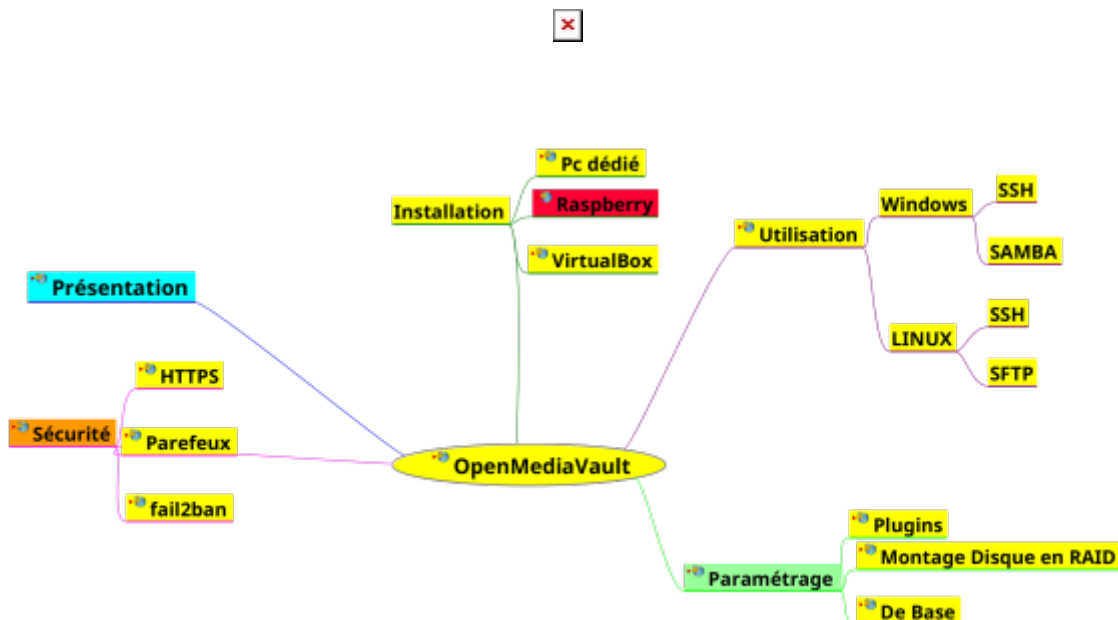 Pc dédié
Raspberry
Installation
VirtualBox
SSH
Windows
Utilisation
SAMBA
SSH
LINUX
SFTP
Présentation
HTTPS
Sécurité
Parefeux
fail2ban
OpenMediaVault
Plugins
Montage Disque en RAID
Paramétrage
De Base